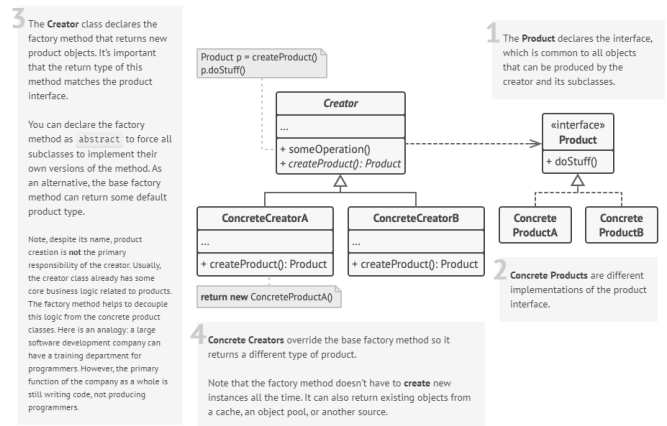 3
The Creator class declares the
factory method that returns new
product objects. It's important
that the return type of this
method matches the product
interface.
You can declare the factory
method as abstract to force all
subclasses to implement their
own versions of the method. As
an alternative, the base factory
method can return some default
product type.
Note, despite its name, product
creation is not the primary
responsibility of the creator. Usually,
the creator class already has some
core business logic related to products.
The factory method helps to decouple
this logic from the concrete product
classes. Here is an analogy: a large
software development company can
have a training department for
programmers. However, the primary
function of the company as a whole is
still writing code, not producing
programmers.
Product p = createProduct()
p.doStuff()
Creator
...
+ someOperation()
+ createProduct(): Product
ConcreteCreatorA
...
+ createProduct(): Product
return new ConcreteProductA()
ConcreteCreatorB
...
+ createProduct(): Product
1
The Product declares the interface,
which is common to all objects
that can be produced by the
creator and its subclasses.
«interface»
Product
+ doStuff()
Concrete
ProductA
Concrete
ProductB
2
Concrete Products are different
implementations of the product
interface.
4
Concrete Creators override the base factory method so it
returns a different type of product.
Note that the factory method doesn't have to create new
instances all the time. It can also return existing objects from
a cache, an object pool, or another source.